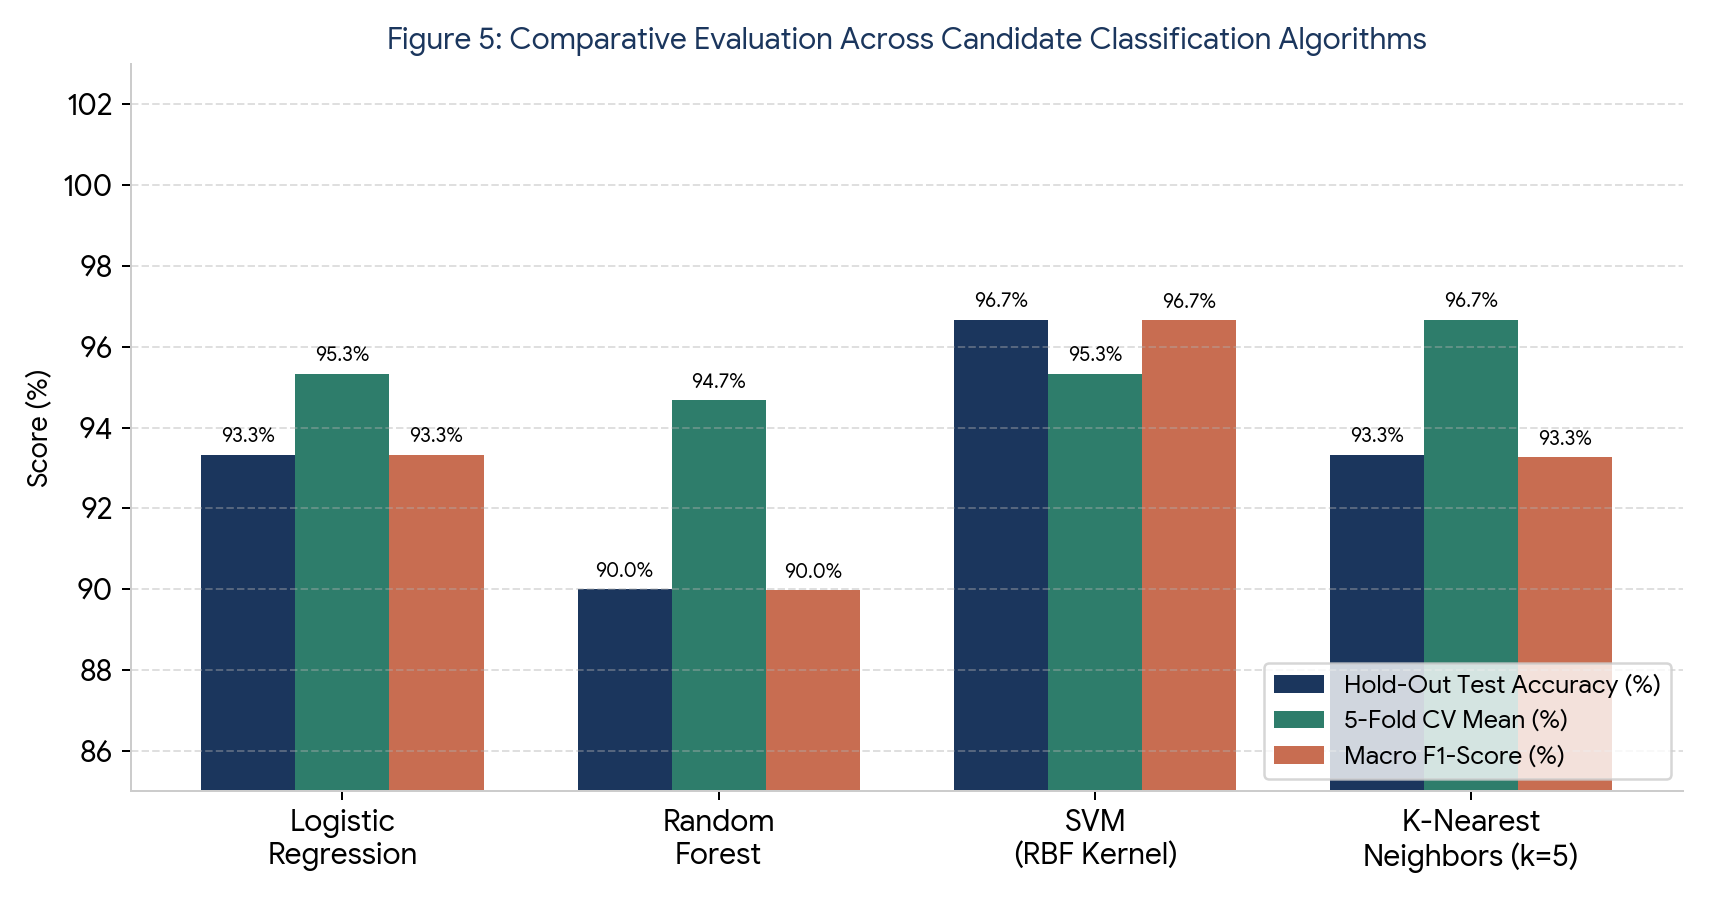 Figure 5: Comparative Evaluation Across Candidate Classification Algorithms
102
100
98
96
94
92
90
88
86
Score (%)
93.3%
95.3%
93.3%
90.0%
94.7%
90.0%
96.7%
95.3%
96.7%
93.3%
96.7%
93.3%
Hold-Out Test Accuracy (%)
5-Fold CV Mean (%)
Macro F1-Score (%)
Logistic
Regression
Random
Forest
SVM
(RBF Kernel)
K-Nearest
Neighbors (k=5)